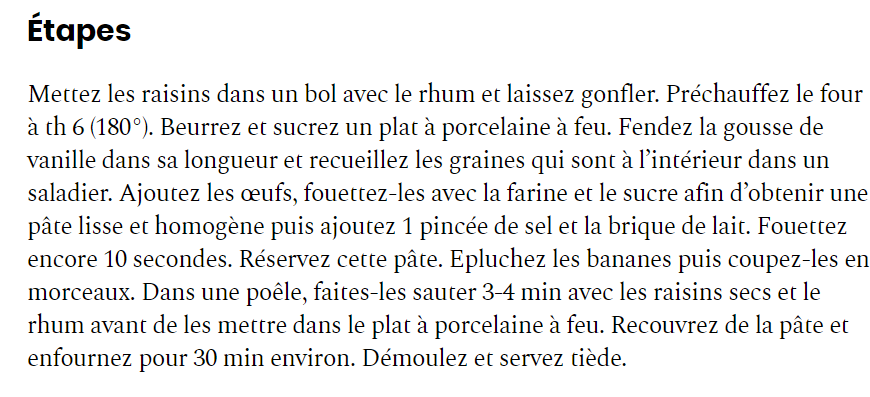 Étapes
Mettez les raisins dans un bol avec le rhum et laissez gonfler. Préchauffez le four
à th 6 (180°). Beurrez et sucrez un plat à porcelaine à feu. Fendez la gousse de
vanille dans sa longueur et recueillez les graines qui sont à l’intérieur dans un
saladier. Ajoutez les œufs, fouettez-les avec la farine et le sucre afin d’obtenir une
pâte lisse et homogène puis ajoutez 1 pincée de sel et la brique de lait. Fouettez
encore 10 secondes. Réservez cette pâte. Epluchez les bananes puis coupez-les en
morceaux. Dans une poêle, faites-les sauter 3-4 min avec les raisins secs et le
rhum avant de les mettre dans le plat à porcelaine à feu. Recouvrez de la pâte et
enfournez pour 30 min environ. Démoulez et servez tiède.